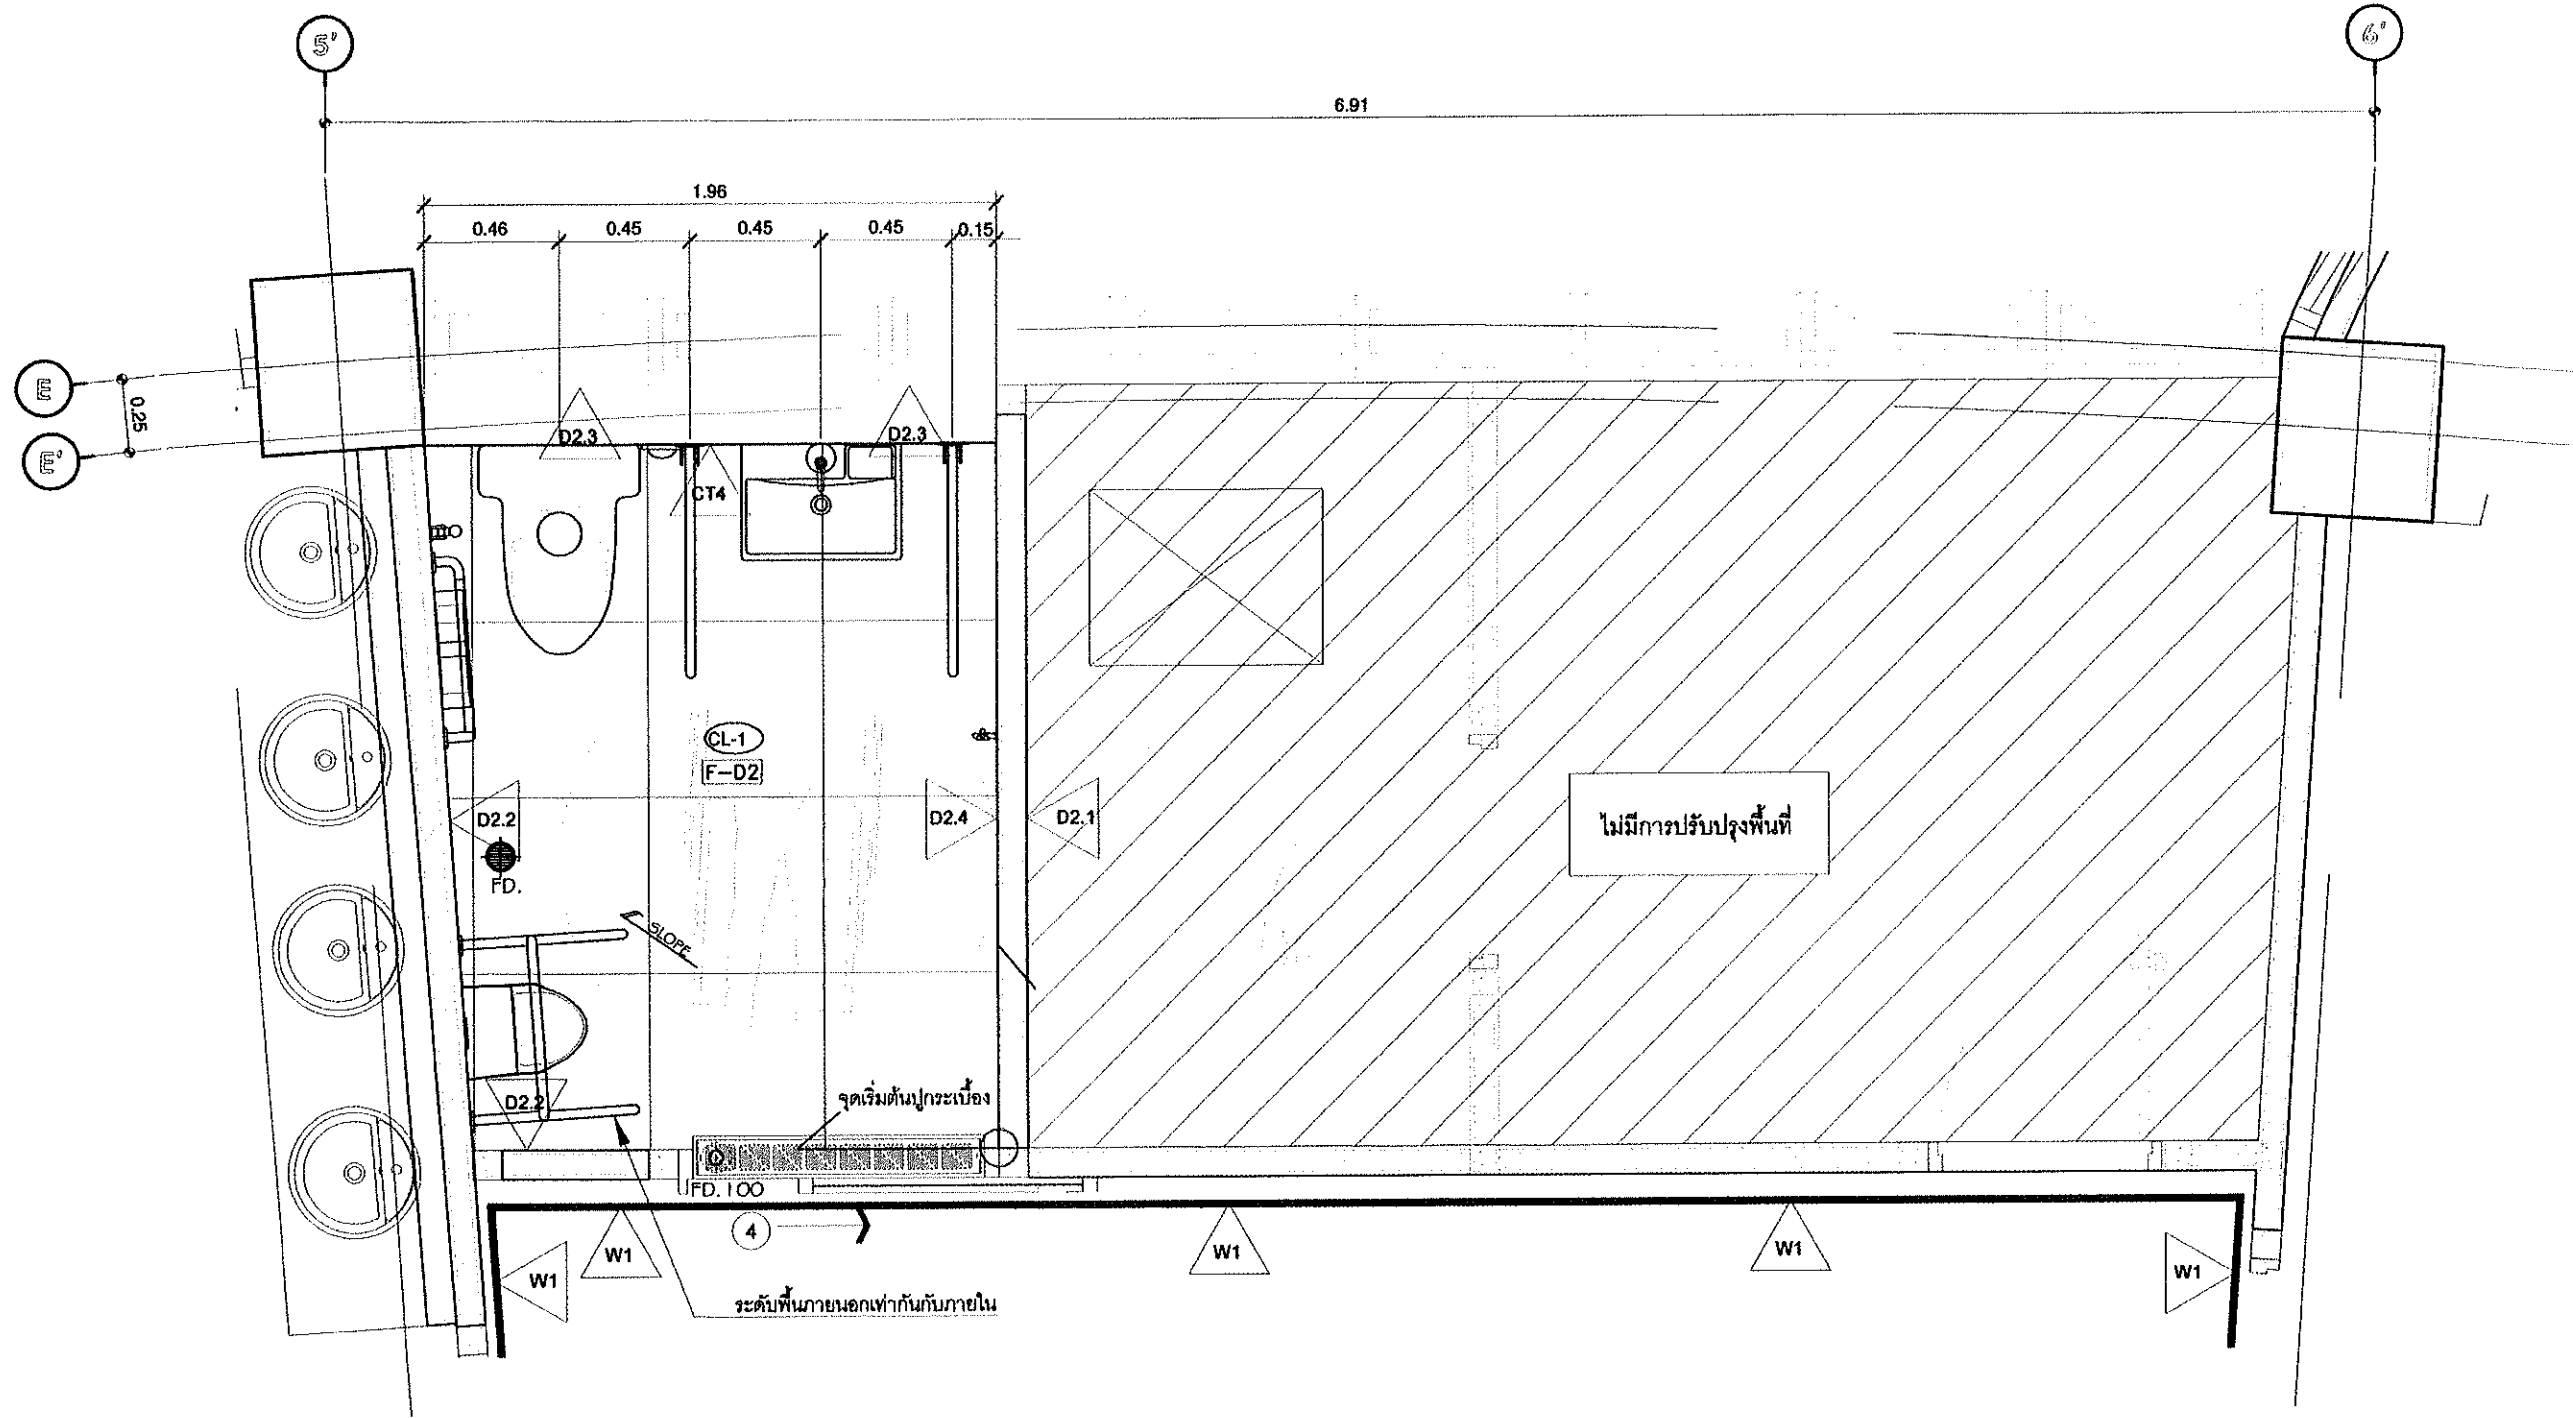 5'
6'
6.91
1.96
0.46
0.45
0.45
0.45
0.15
E
0.25
E'
D2.3
D2.3
CT4
CL-1
F-D2
D2.2
D2.4
D2.1
ไม่มีการปรับปรุงพื้นที่
FD.
SLOPE
จุดเริ่มต้นปูกระเบื้อง
D2.2
FD.100
4
W1
W1
W1
W1
W1
ระดับพื้นภายนอกเท่ากันกับภายใน